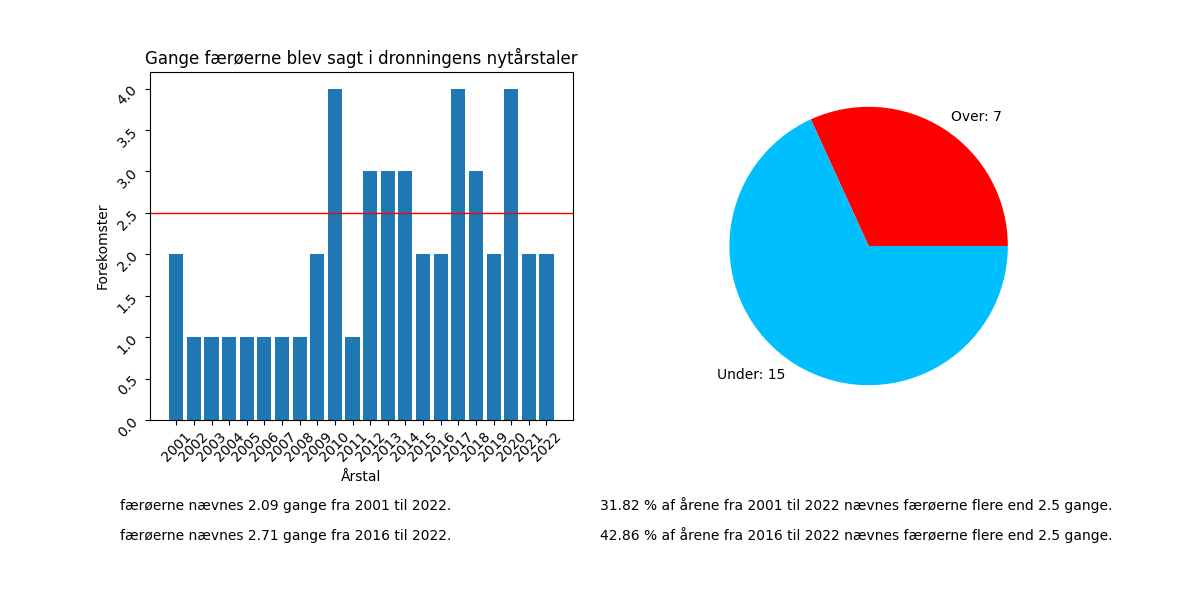 Gange færøerne blev sagt i dronningens nytårstaler
4.0
3.5
3.0
2.5
2.0
1.5
1.0
0.5
0.0
Forekomster
2001 2002 2003 2004 2005 2006 2007 2008 2009 2010 2011 2012 2013 2014 2015 2016 2017 2018 2019 2020 2021 2022
Årstal
Over: 7
Under: 15
færøerne nævnes 2.09 gange fra 2001 til 2022.
færøerne nævnes 2.71 gange fra 2016 til 2022.
31.82 % af årene fra 2001 til 2022 nævnes færøerne flere end 2.5 gange.
42.86 % af årene fra 2016 til 2022 nævnes færøerne flere end 2.5 gange.